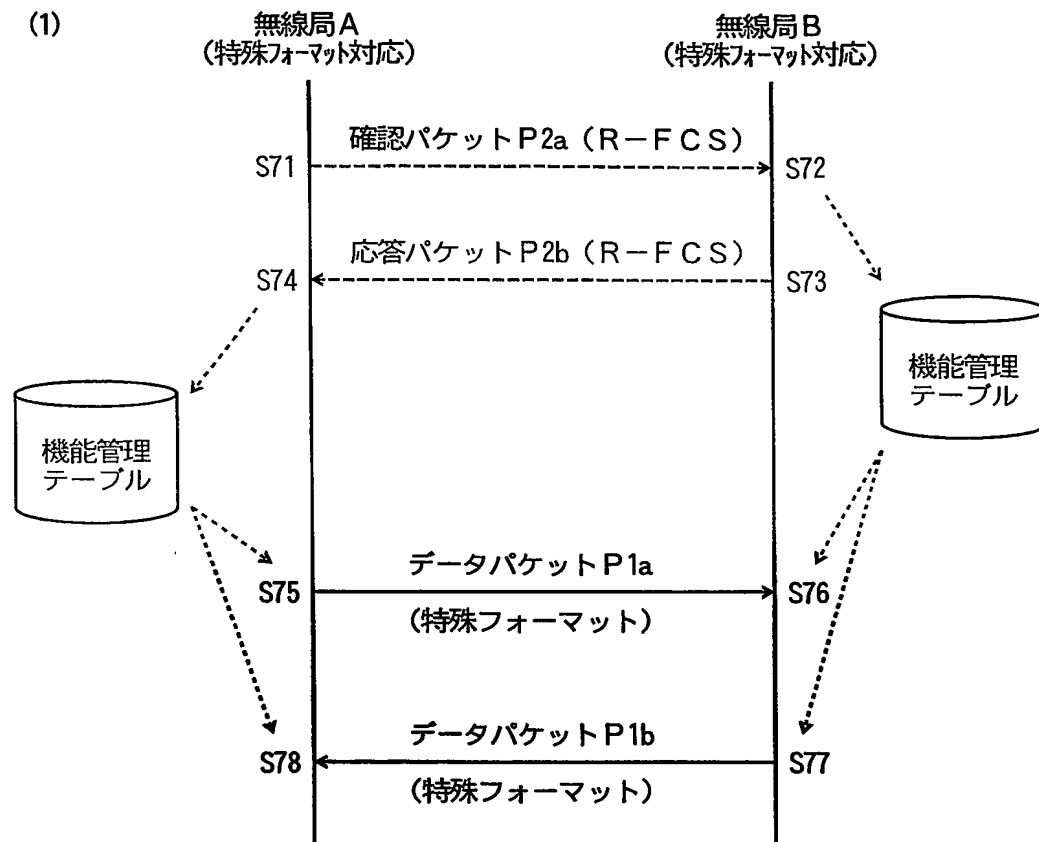 (1)
無線局A
(特殊フォーマット対応)
無線局B
(特殊フォーマット対応)
確認パケットP2a(R-FCS)
S71
S72
応答パケットP2b(R-FCS)
S74
S73
機能管理
テーブル
機能管理
テーブル
データパケットP1a
S75
S76
(特殊フォーマット)
データパケットP1b
S78
S77
(特殊フォーマット)